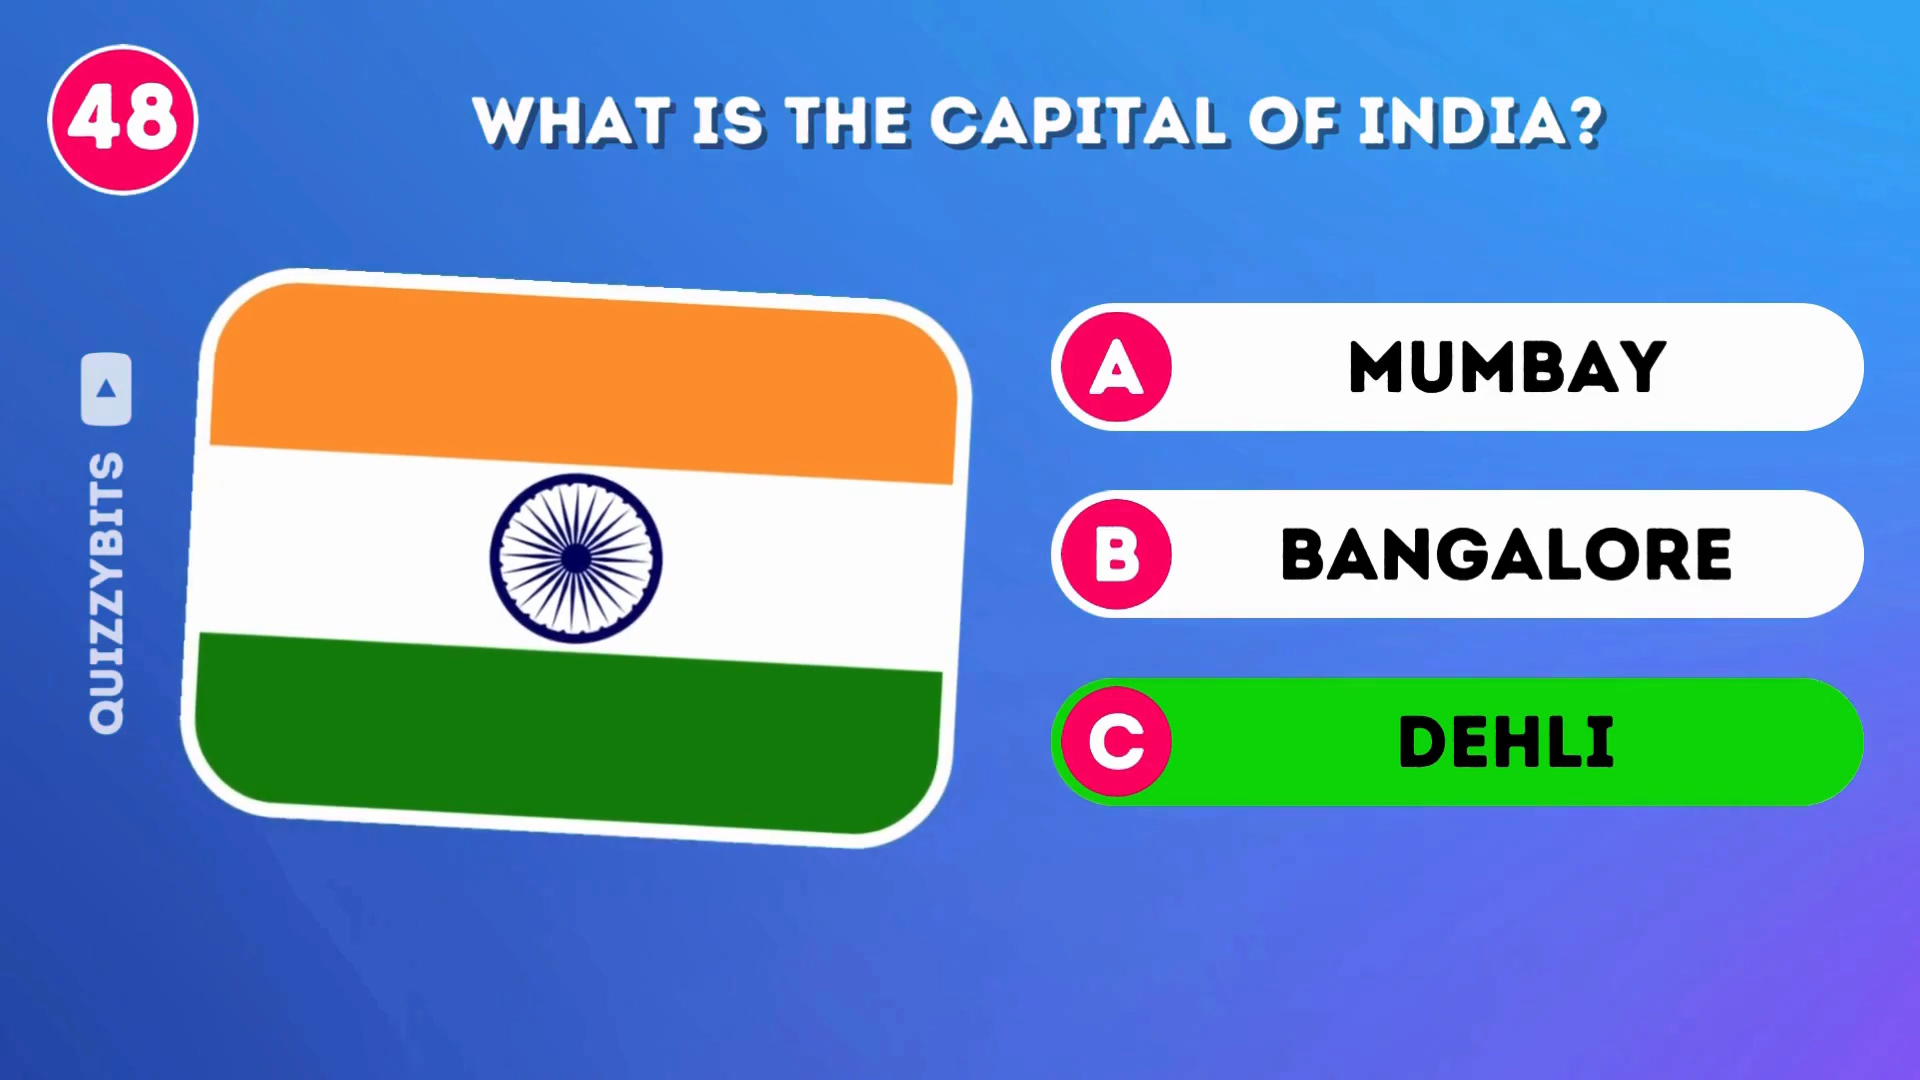 48
WHAT IS THE CAPITAL OF INDIA?
QUIZZYBITS
A MUMBAY
B BANGALORE
C DEHLI